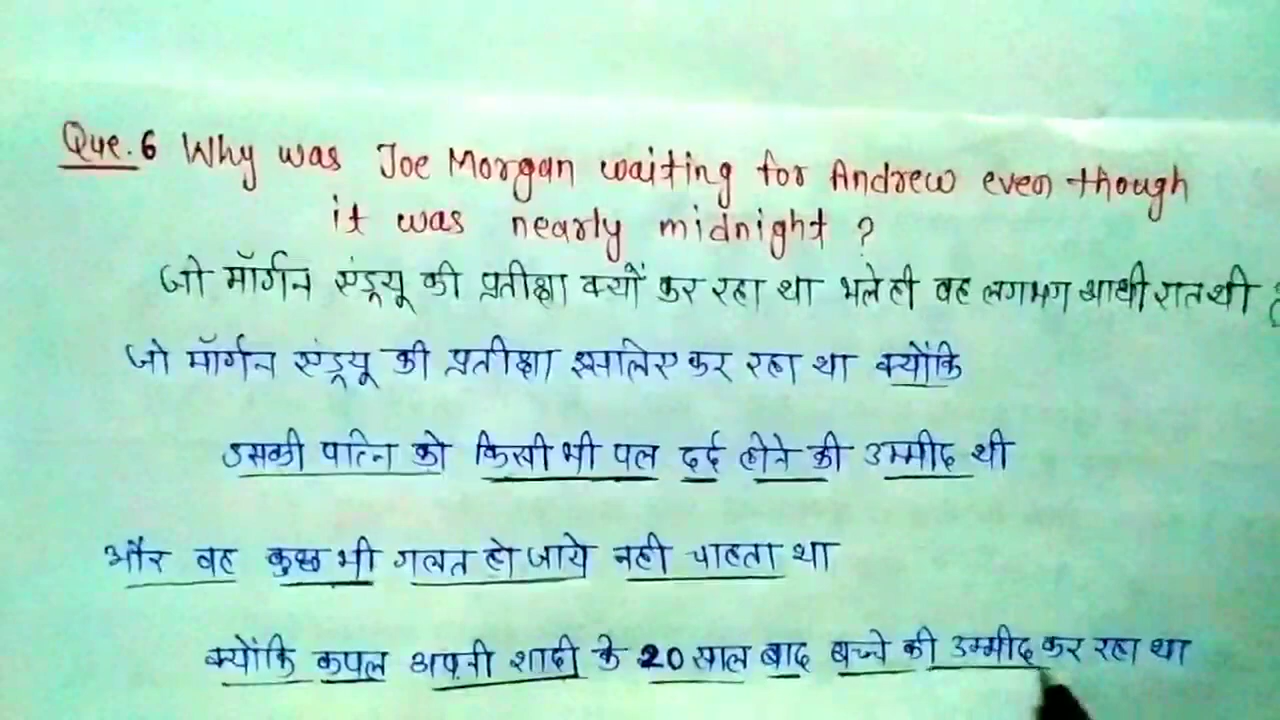 Que. 6 Why was Joe Morgan waiting for Andrew even though
it was nearly midnight ?
जो मॉर्गन एंड्रयू की प्रतीक्षा क्यों कर रहा था भले ही वह लगभग आधी रात थी ?
जो मॉर्गन एंड्रयू की प्रतीक्षा इसलिए कर रहा था क्योंकि
उसकी पत्नि को किसी भी पल दर्द होने की उम्मीद थी
और वह कुछ भी गलत हो जाये नही चाहता था
क्योंकि कपल अपनी शादी के 20 साल बाद बच्चे की उम्मीद कर रहा था